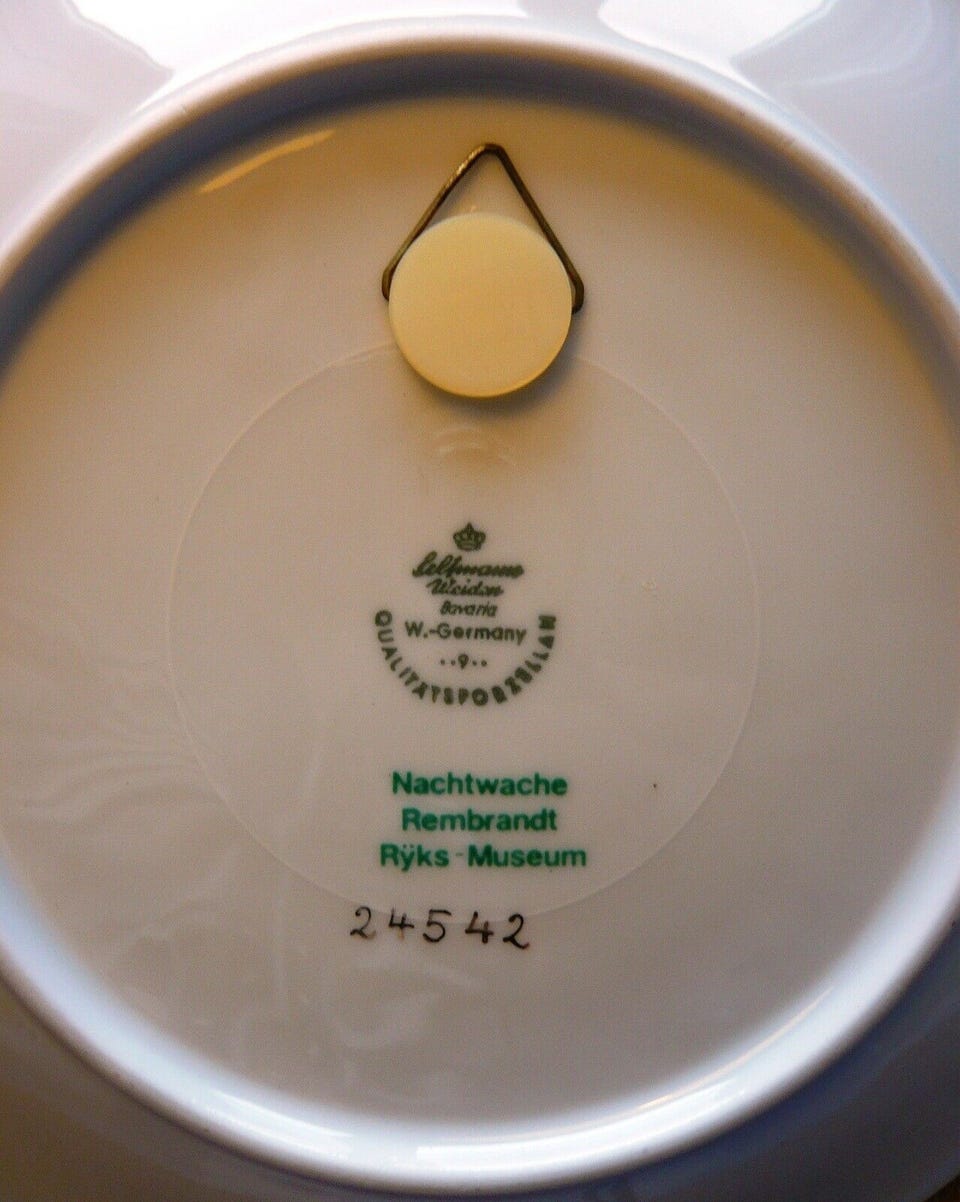 Seltmann
Weiden
Bavaria
W.-Germany
··9··
QUALITÄTSPORZELLAN
Nachtwache
Rembrandt
Rÿks-Museum
24542